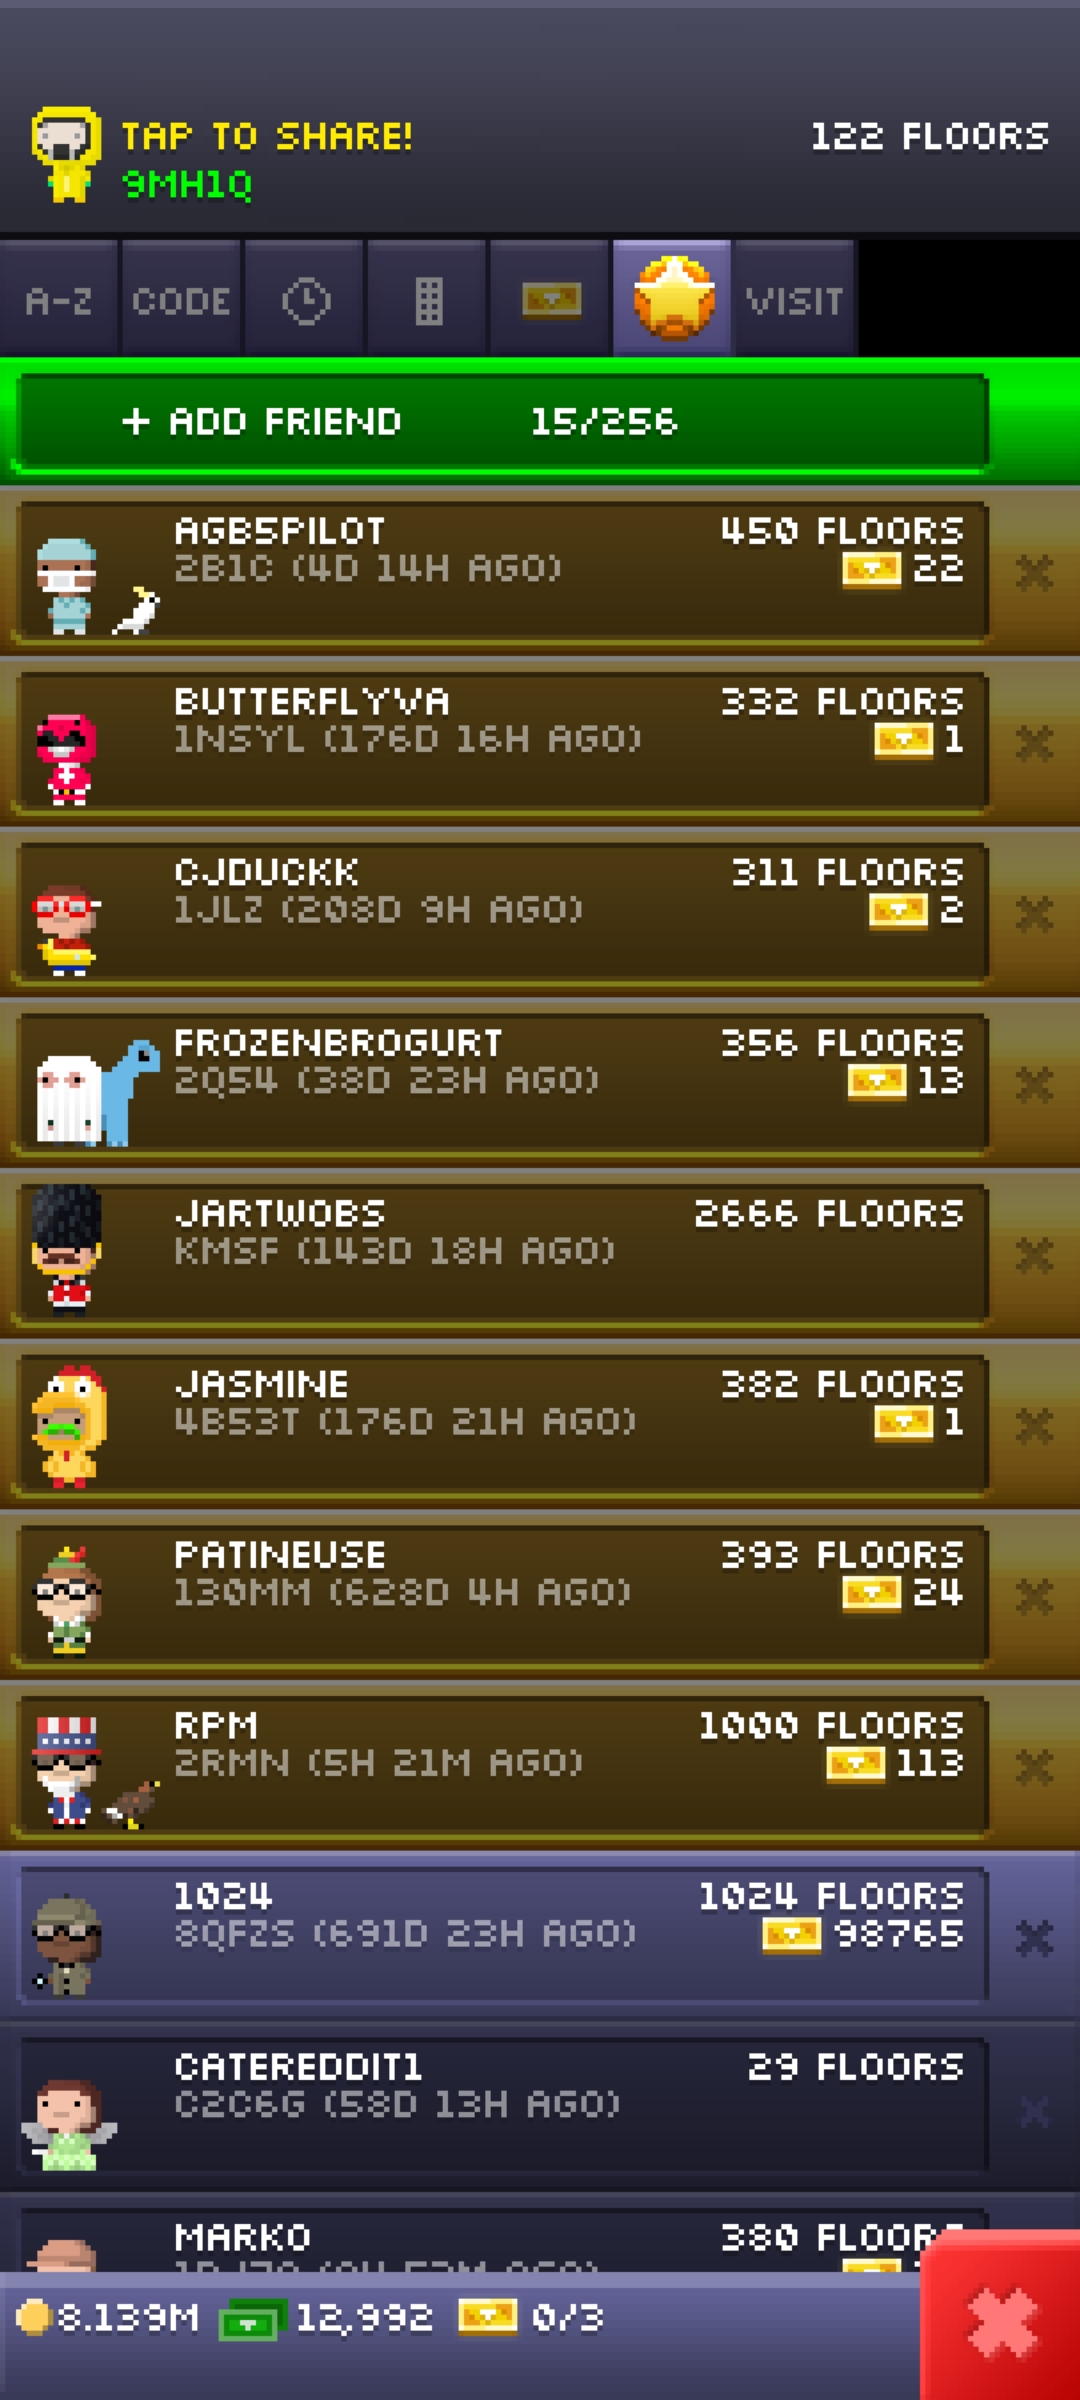 TAP TO SHARE!
122 FLOORS
9MH1Q
A-Z CODE VISIT
+ ADD FRIEND 15/256
AGB5PILOT 450 FLOORS
2B1C (4D 14H AGO) 22
BUTTERFLYVA 332 FLOORS
1NSYL (176D 16H AGO) 1
CJDUCKK 311 FLOORS
1JLZ (208D 9H AGO) 2
FROZENBROGURT 356 FLOORS
2Q54 (38D 23H AGO) 13
JARTWOBS 2666 FLOORS
KMSF (143D 18H AGO)
JASMINE 382 FLOORS
4B53T (176D 21H AGO) 1
PATINEUSE 393 FLOORS
130MM (628D 4H AGO) 24
RPM 1000 FLOORS
2RMN (5H 21M AGO) 113
1024 1024 FLOORS
8QFZS (691D 23H AGO) 98765
CATEREDDIT1 29 FLOORS
C2C6G (58D 13H AGO)
MARKO 380 FLOORS
8.139M 12,992 0/3